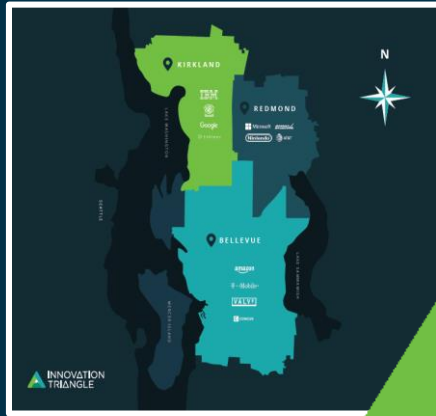 N
KIRKLAND
IBM
Google
REDMOND
Microsoft
Nintendo
AT&T
LAKE WASHINGTON
SEATTLE
BELLEVUE
amazon
T-Mobile
VALVE
MERCER ISLAND
LAKE SAMMAMISH
INNOVATION
TRIANGLE